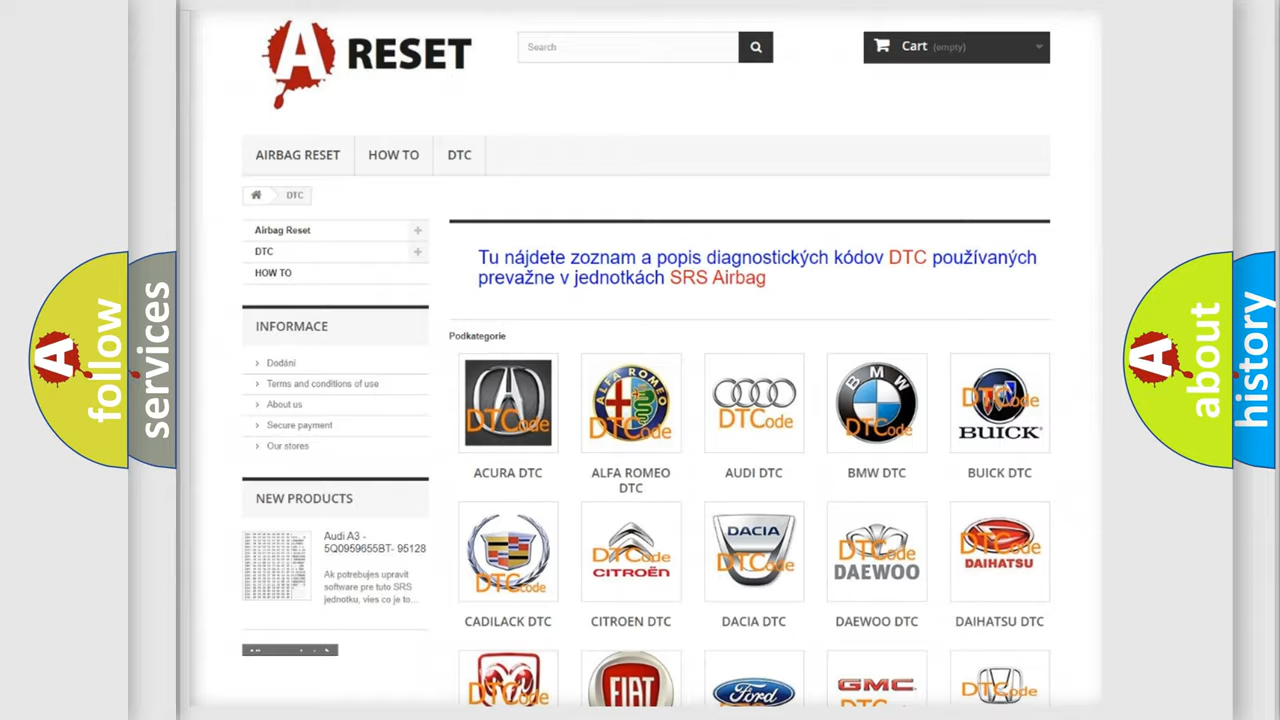 A RESET
Search
Cart (empty)
AIRBAG RESET
HOW TO
DTC
DTC
Airbag Reset
DTC
HOW TO
INFORMACE
Dodání
Terms and conditions of use
About us
Secure payment
Our stores
NEW PRODUCTS
Audi A3 -
5Q0959655BT- 95128
Ak potrebujes upravit
software pre tuto SRS
jednotku, vies co je to...
Tu nájdete zoznam a popis diagnostických kódov DTC používaných
prevažne v jednotkách SRS Airbag
Podkategorie
DTCode
ALFA ROMEO
DTCode
DTCode
BMW
DTCode
DTCode
BUICK
ACURA DTC
ALFA ROMEO
DTC
AUDI DTC
BMW DTC
BUICK DTC
DTCode
DTCode
CITROËN
DACIA
DTCode
DTCode
DAEWOO
DTCode
DAIHATSU
CADILACK DTC
CITROEN DTC
DACIA DTC
DAEWOO DTC
DAIHATSU DTC
DTCode
FIAT
Ford
GMC
DTCode
A
follow
services
A
about
history